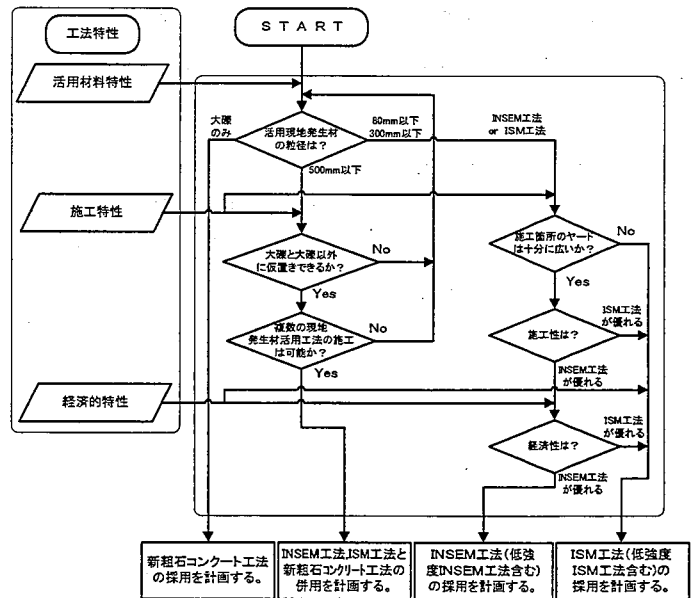 工法特性
ＳＴＡＲＴ
活用材料特性
大礫
のみ
活用現地発生材
の粒径は？
80mm以下
300mm以下
INSEM工法
or ISM工法
500mm以下
施工特性
大礫と大礫以外
に仮置きできるか？
No
Yes
施工箇所のヤード
は十分に広いか？
No
Yes
複数の現地
発生材活用工法の施工
は可能か？
No
Yes
施工性は？
ISM工法
が優れる
INSEM工法
が優れる
経済的特性
経済性は？
ISM工法
が優れる
INSEM工法
が優れる
新粗石コンクート工法
の採用を計画する。
INSEM工法,ISM工法と
新粗石コンクリート工法の
併用を計画する。
INSEM工法(低強
度INSEM工法含む)
の採用を計画する。
ISM工法(低強度
ISM工法含む)の
採用を計画する。